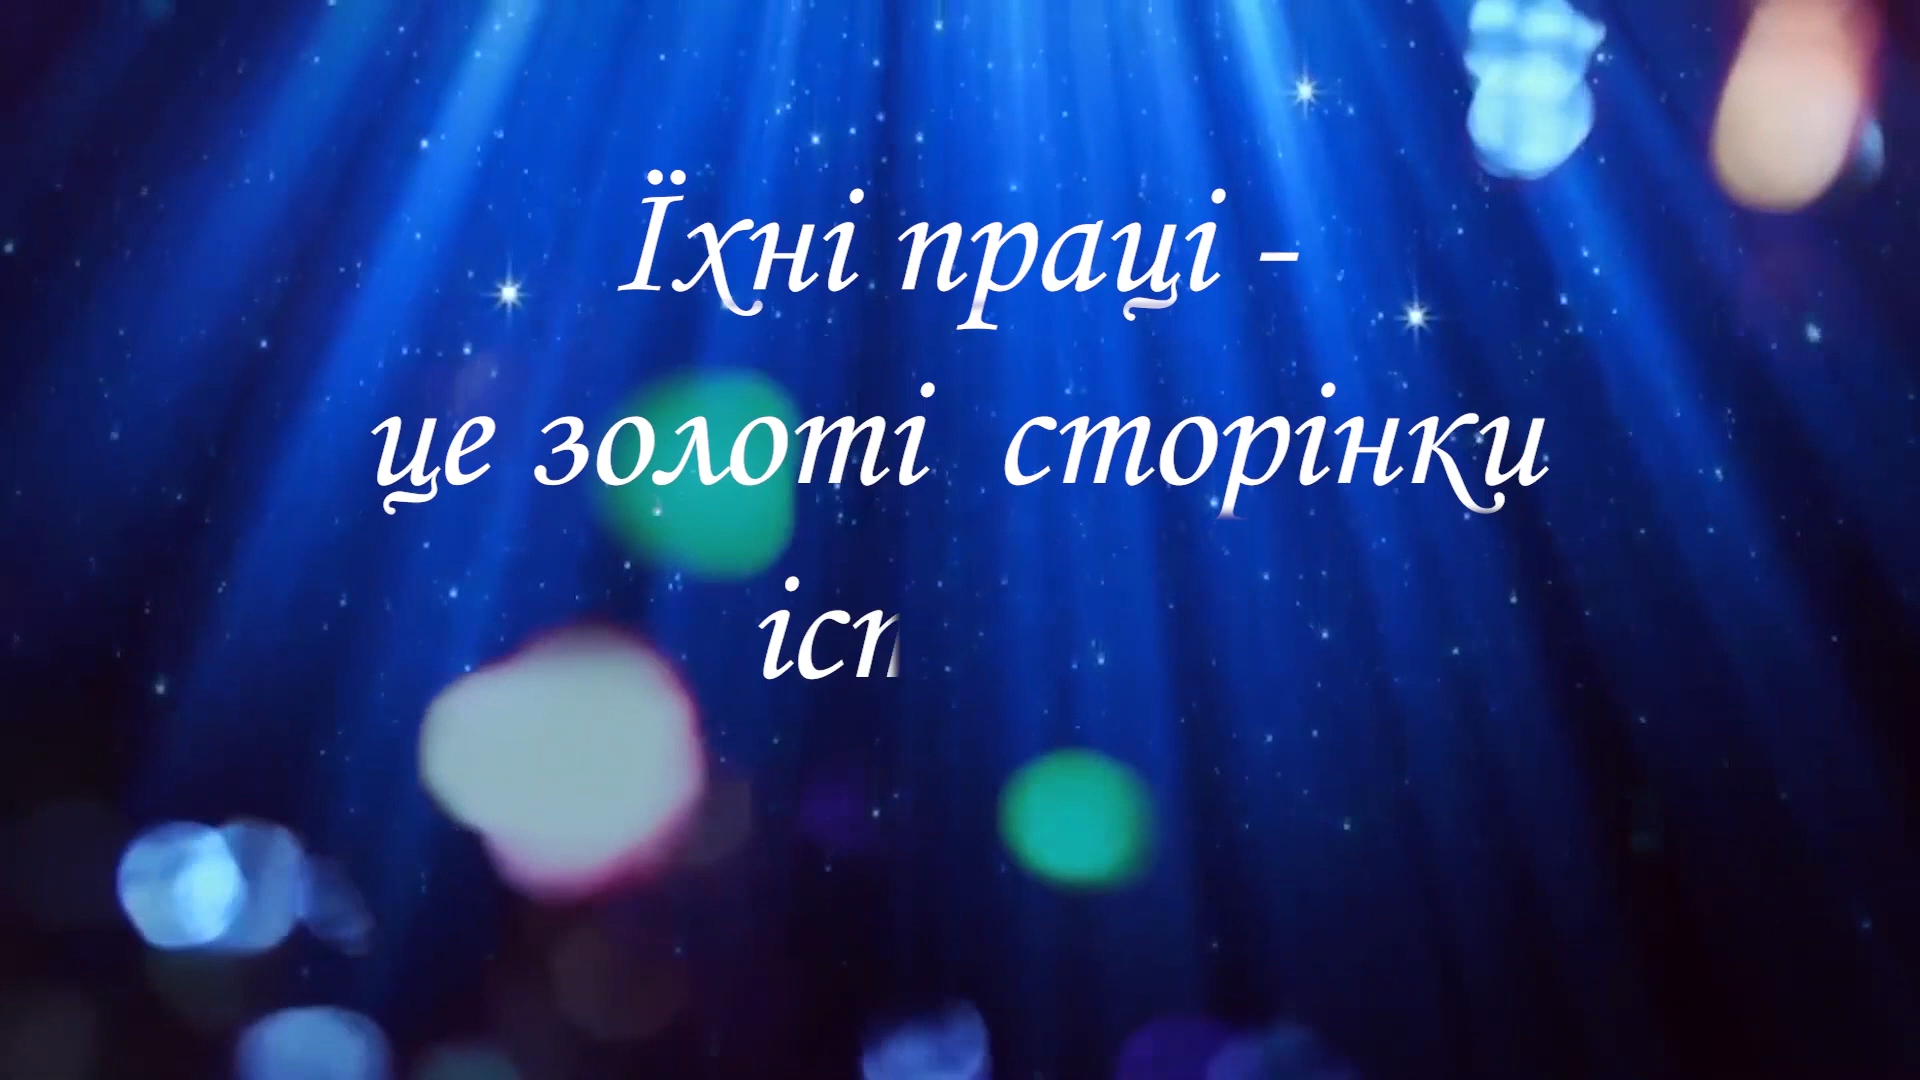 Їхні праці -
це золоті сторінки